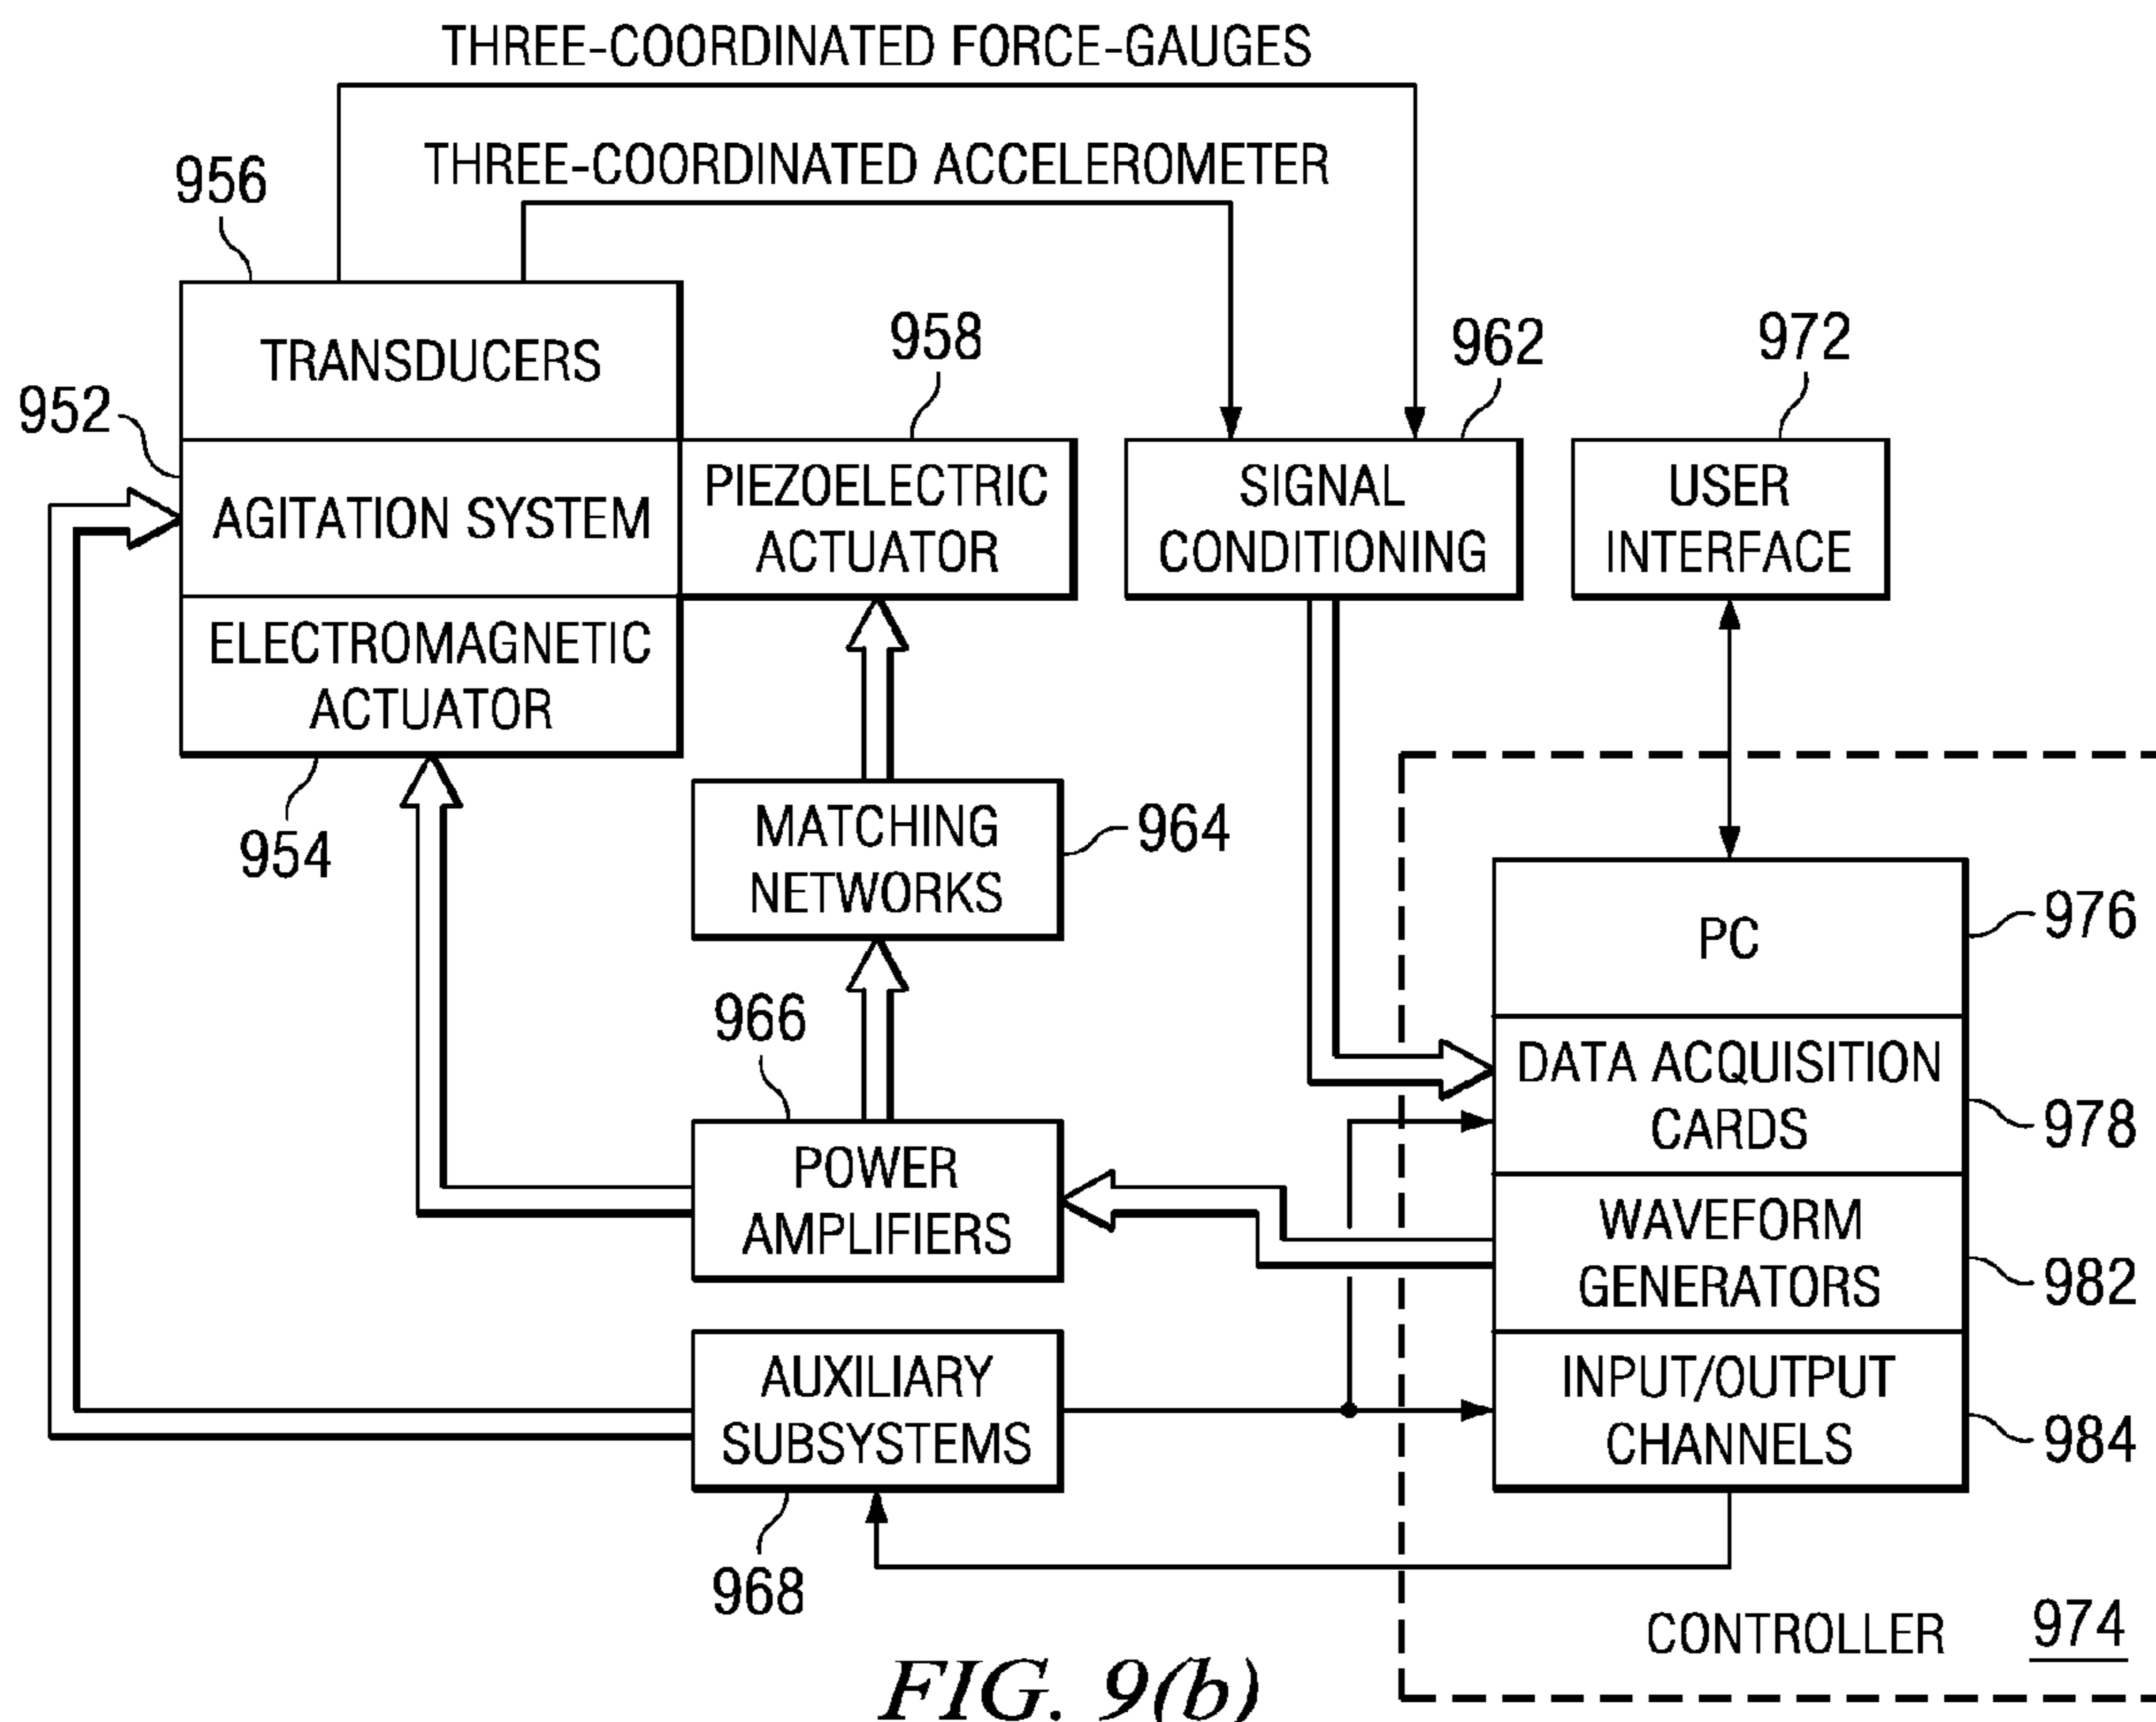 THREE-COORDINATED FORCE-GAUGES
THREE-COORDINATED ACCELEROMETER
956
TRANSDUCERS
958
962
972
952
AGITATION SYSTEM
PIEZOELECTRIC
ACTUATOR
SIGNAL
CONDITIONING
USER
INTERFACE
ELECTROMAGNETIC
ACTUATOR
954
MATCHING
NETWORKS
964
PC
976
966
DATA ACQUISITION
CARDS
978
POWER
AMPLIFIERS
WAVEFORM
GENERATORS
982
AUXILIARY
SUBSYSTEMS
INPUT/OUTPUT
CHANNELS
984
968
CONTROLLER
974
FIG. 9(b)